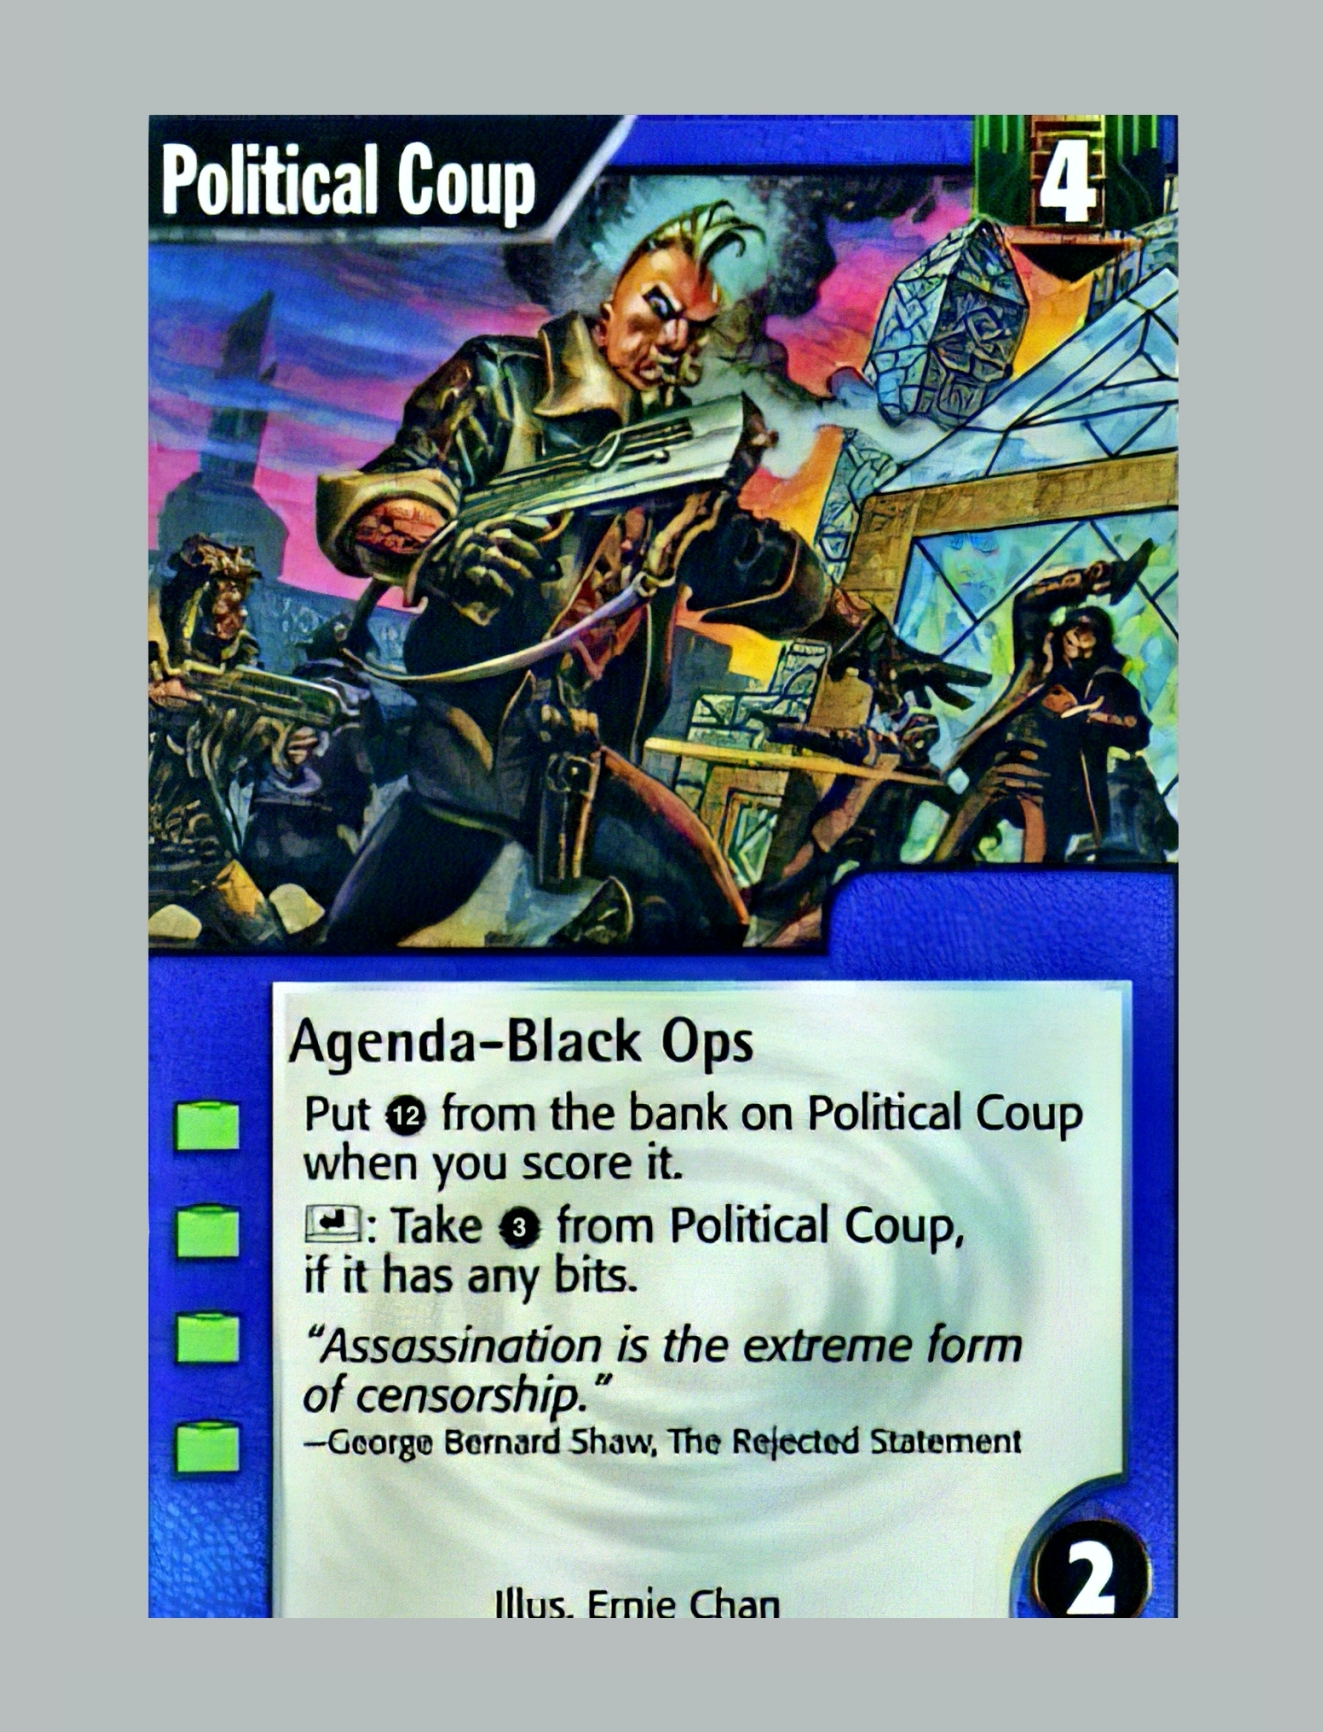 Political Coup
4
Agenda-Black Ops
Put 12 from the bank on Political Coup
when you score it.
: Take 3 from Political Coup,
if it has any bits.
"Assassination is the extreme form
of censorship."
–George Bernard Shaw, The Rejected Statement
2
Illus. Ernie Chan